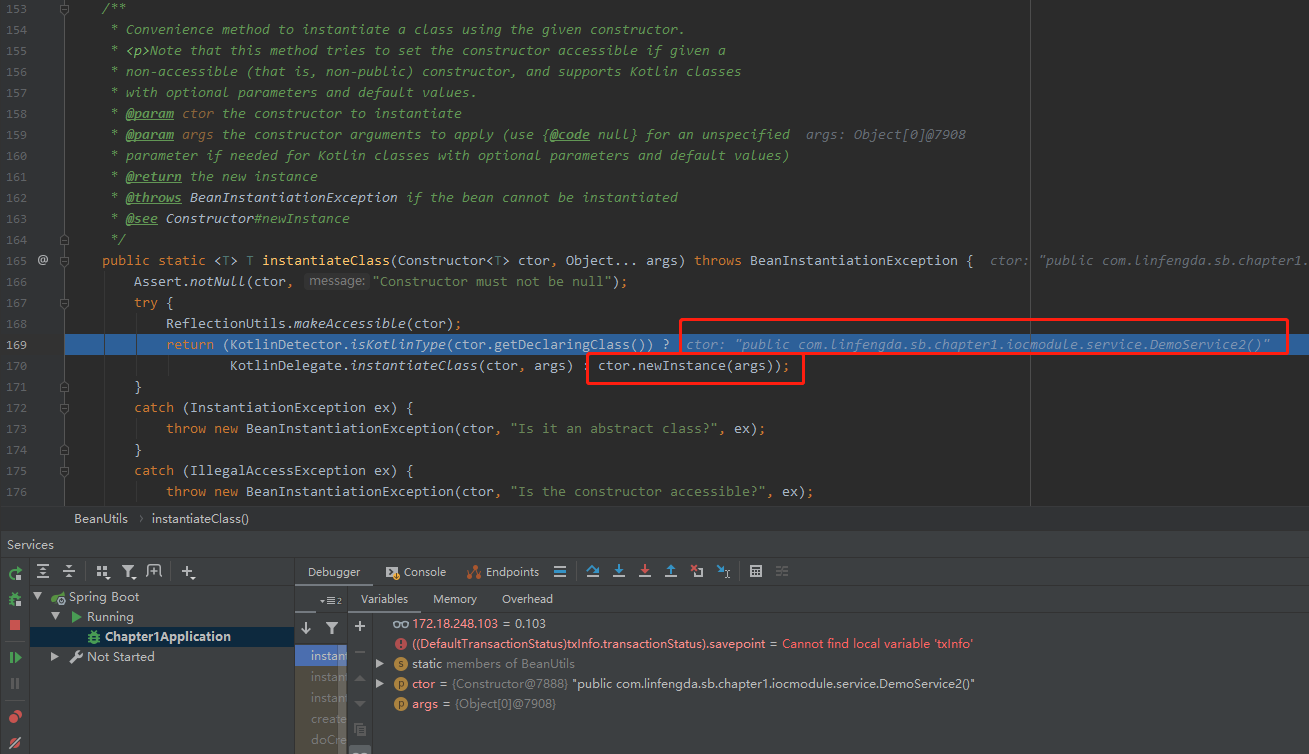 153 /**
154 * Convenience method to instantiate a class using the given constructor.
155 * <p>Note that this method tries to set the constructor accessible if given a
156 * non-accessible (that is, non-public) constructor, and supports Kotlin classes
157 * with optional parameters and default values.
158 * @param ctor the constructor to instantiate
159 * @param args the constructor arguments to apply (use {@code null} for an unspecified args: Object[0]@7908
160 * parameter if needed for Kotlin classes with optional parameters and default values)
161 * @return the new instance
162 * @throws BeanInstantiationException if the bean cannot be instantiated
163 * @see Constructor#newInstance
164 */
165 @ public static <T> T instantiateClass(Constructor<T> ctor, Object... args) throws BeanInstantiationException { ctor: "public com.linfengda.sb.chapter1.
166 Assert.notNull(ctor, message: "Constructor must not be null");
167 try {
168 ReflectionUtils.makeAccessible(ctor);
169 return (KotlinDetector.isKotlinType(ctor.getDeclaringClass()) ? ctor: "public com.linfengda.sb.chapter1.iocmodule.service.DemoService2()"
170 KotlinDelegate.instantiateClass(ctor, args) : ctor.newInstance(args));
171 }
172 catch (InstantiationException ex) {
173 throw new BeanInstantiationException(ctor, "Is it an abstract class?", ex);
174 }
175 catch (IllegalAccessException ex) {
176 throw new BeanInstantiationException(ctor, "Is the constructor accessible?", ex);
BeanUtils › instantiateClass()
Services
Debugger Console Endpoints
Spring Boot
Running
Chapter1Application
Not Started
2
instant
instan
instan
create
doCre
Variables Memory Overhead
172.18.248.103 = 0.103
((DefaultTransactionStatus)txInfo.transactionStatus).savepoint = Cannot find local variable 'txInfo'
s static members of BeanUtils
p ctor = {Constructor@7888} "public com.linfengda.sb.chapter1.iocmodule.service.DemoService2()"
p args = {Object[0]@7908}